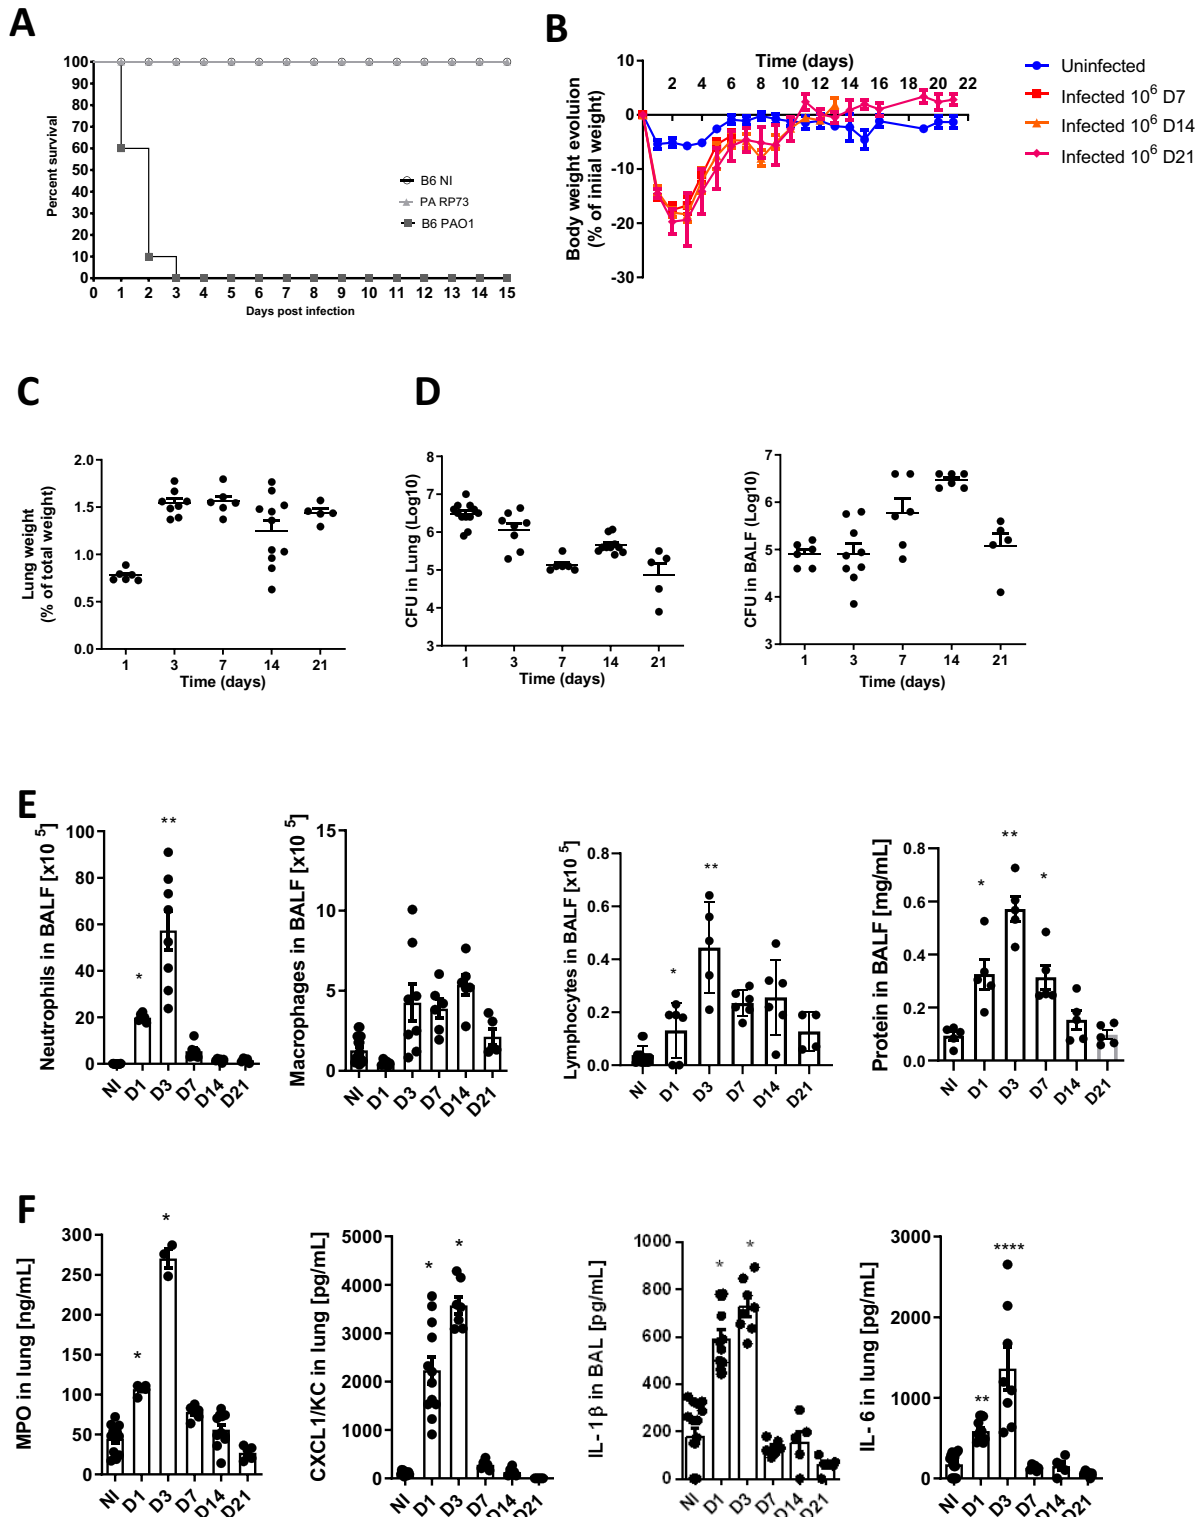 A
Percent survival
100
90
80
70
60
50
40
30
20
10
0
0 1 2 3 4 5 6 7 8 9 10 11 12 13 14 15
Days post infection
B6 NI
PA RP73
B6 PAO1
B
Time (days)
2 4 6 8 10 12 14 16 18 20 22
Body weight evoluion
(% of iniial weight)
10
0
-10
-20
-30
Uninfected
Infected 10⁶ D7
Infected 10⁶ D14
Infected 10⁶ D21
C
Lung weight
(% of total weight)
2.0
1.5
1.0
0.5
0.0
1 3 7 14 21
Time (days)
D
CFU in Lung (Log10)
8
7
6
5
4
3
1 3 7 14 21
Time (days)
CFU in BALF (Log10)
7
6
5
4
3
1 3 7 14 21
Time (days)
E
Neutrophils in BALF [x10 ⁵]
100
80
60
40
20
0
* **
NI D1 D3 D7 D14 D21
Macrophages in BALF [x10 ⁵]
15
10
5
0
NI D1 D3 D7 D14 D21
Lymphocytes in BALF [x10 ⁵]
0.8
0.6
0.4
0.2
0.0
* **
NI D1 D3 D7 D14 D21
Protein in BALF [mg/mL]
0.8
0.6
0.4
0.2
0.0
* ** *
NI D1 D3 D7 D14 D21
F
MPO in lung [ng/mL]
300
250
200
150
100
50
0
* *
NI D1 D3 D7 D14 D21
CXCL1/KC in lung [pg/mL]
5000
4000
3000
2000
1000
0
* *
NI D1 D3 D7 D14 D21
IL-1β in BAL [pg/mL]
1000
800
600
400
200
0
* *
NI D1 D3 D7 D14 D21
IL- 6 in lung [pg/mL]
3000
2000
1000
0
** ****
NI D1 D3 D7 D14 D21